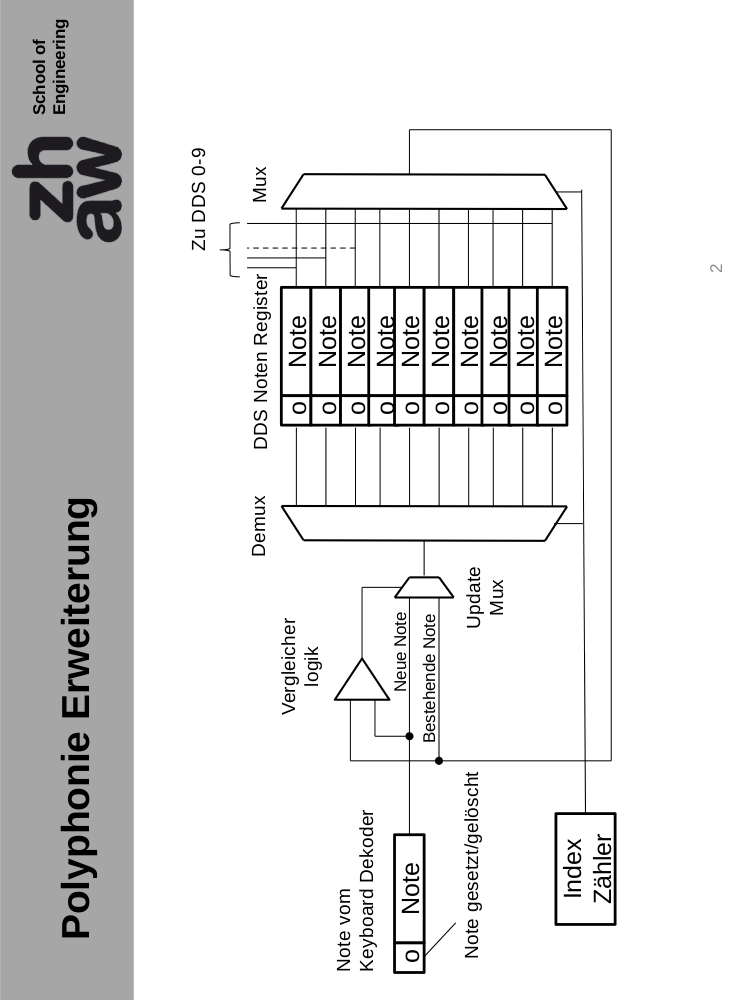 Polyphonie Erweiterung
zh
aw
School of
Engineering
Zu DDS 0-9
Demux
DDS Noten Register
Mux
Vergleicher
logik
o Note
o Note
o Note
o Note
o Note
o Note
o Note
o Note
o Note
o Note
Note vom
Keyboard Dekoder
o Note
Neue Note
Bestehende Note
Update
Mux
Note gesetzt/gelöscht
Index
Zähler
2